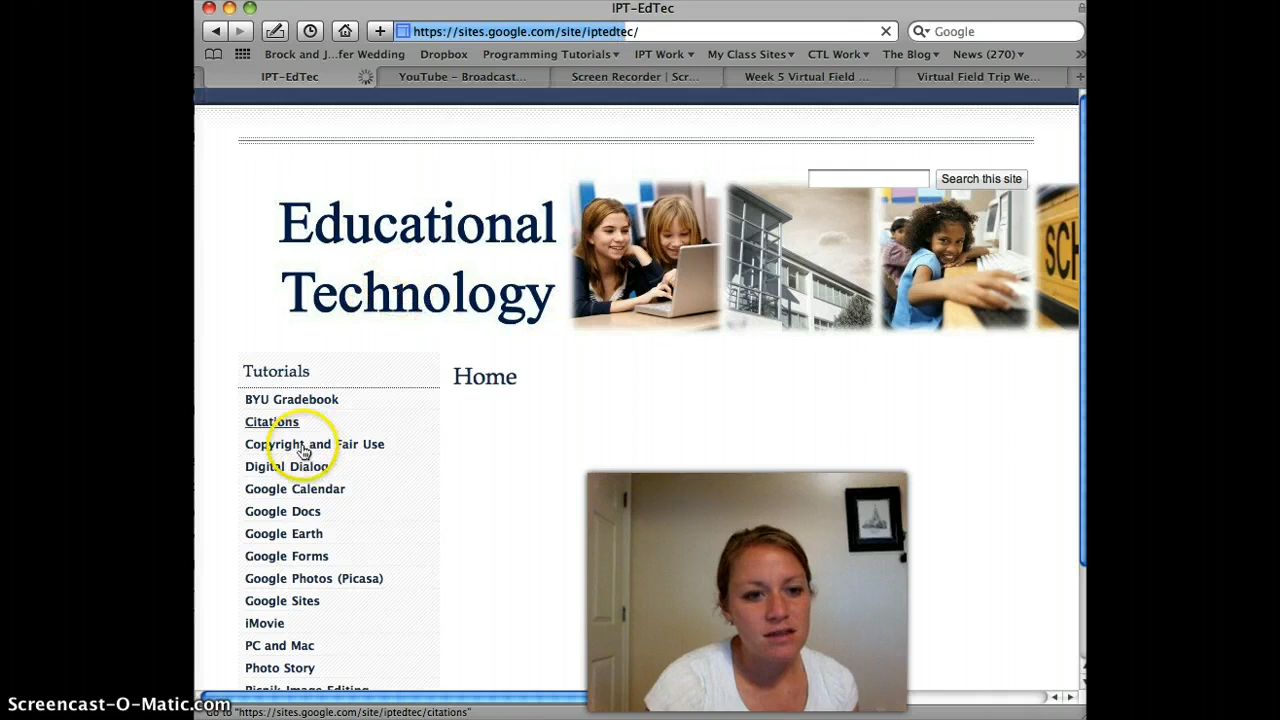 IPT-EdTec
https://sites.google.com/site/iptedtec/
Google
Brock and J...fer Wedding Dropbox Programming Tutorials IPT Work My Class Sites CTL Work The Blog News (270)
IPT-EdTec YouTube – Broadcast... Screen Recorder | Scr... Week 5 Virtual Field ... Virtual Field Trip We...
Search this site
Educational
Technology
SCH
Tutorials
Home
BYU Gradebook
Citations
Copyright and Fair Use
Digital Dialog
Google Calendar
Google Docs
Google Earth
Google Forms
Google Photos (Picasa)
Google Sites
iMovie
PC and Mac
Photo Story
Picnik Image Editing
Screencast-O-Matic.com
Go to "https://sites.google.com/site/iptedtec/citations"